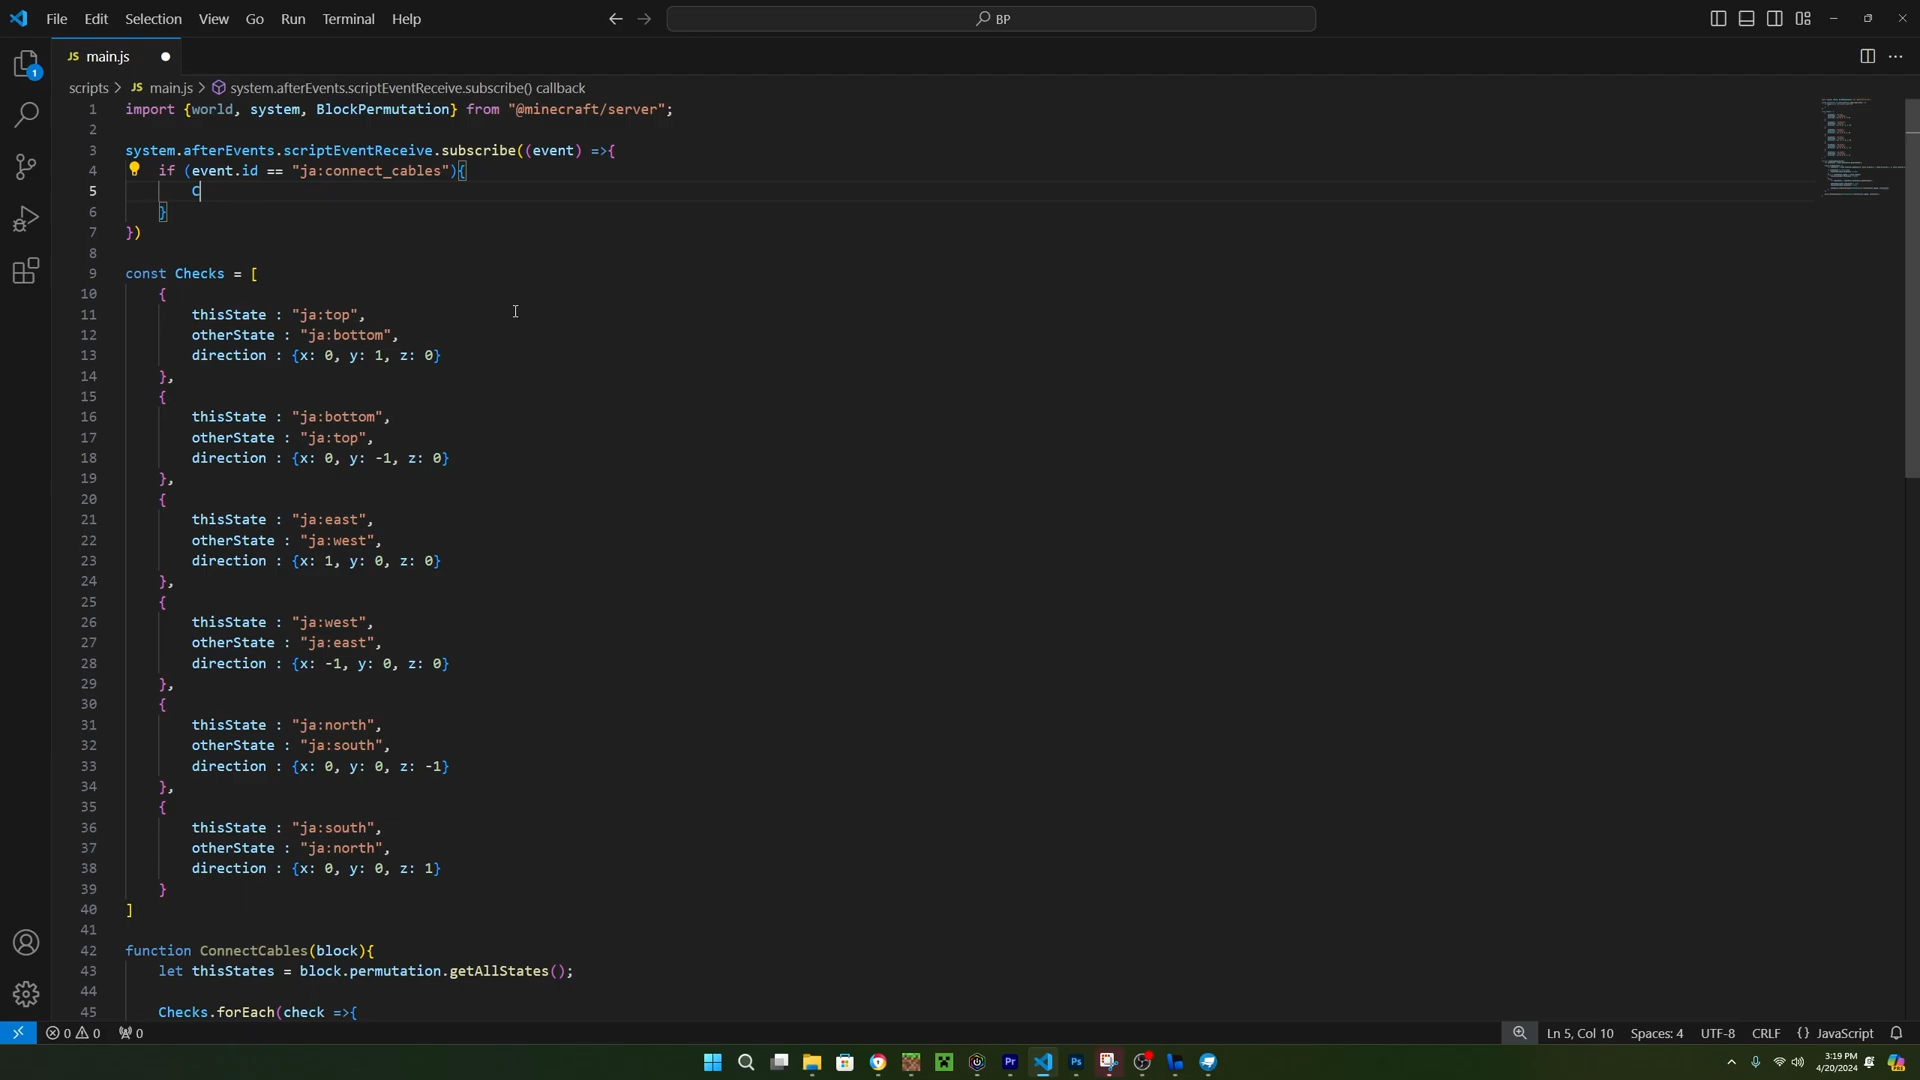 File Edit Selection View Go Run Terminal Help
BP
JS main.js
scripts > JS main.js > system.afterEvents.scriptEventReceive.subscribe() callback
1 import {world, system, BlockPermutation} from "@minecraft/server";
2
3 system.afterEvents.scriptEventReceive.subscribe((event) =>{
4 if (event.id == "ja:connect_cables"){
5 C
6 }
7 })
8
9 const Checks = [
10 {
11 thisState : "ja:top",
12 otherState : "ja:bottom",
13 direction : {x: 0, y: 1, z: 0}
14 },
15 {
16 thisState : "ja:bottom",
17 otherState : "ja:top",
18 direction : {x: 0, y: -1, z: 0}
19 },
20 {
21 thisState : "ja:east",
22 otherState : "ja:west",
23 direction : {x: 1, y: 0, z: 0}
24 },
25 {
26 thisState : "ja:west",
27 otherState : "ja:east",
28 direction : {x: -1, y: 0, z: 0}
29 },
30 {
31 thisState : "ja:north",
32 otherState : "ja:south",
33 direction : {x: 0, y: 0, z: -1}
34 },
35 {
36 thisState : "ja:south",
37 otherState : "ja:north",
38 direction : {x: 0, y: 0, z: 1}
39 }
40 ]
41
42 function ConnectCables(block){
43 let thisStates = block.permutation.getAllStates();
44
45 Checks.forEach(check =>{
0 0 0 Ln 5, Col 10 Spaces: 4 UTF-8 CRLF {} JavaScript
3:19 PM
4/20/2024